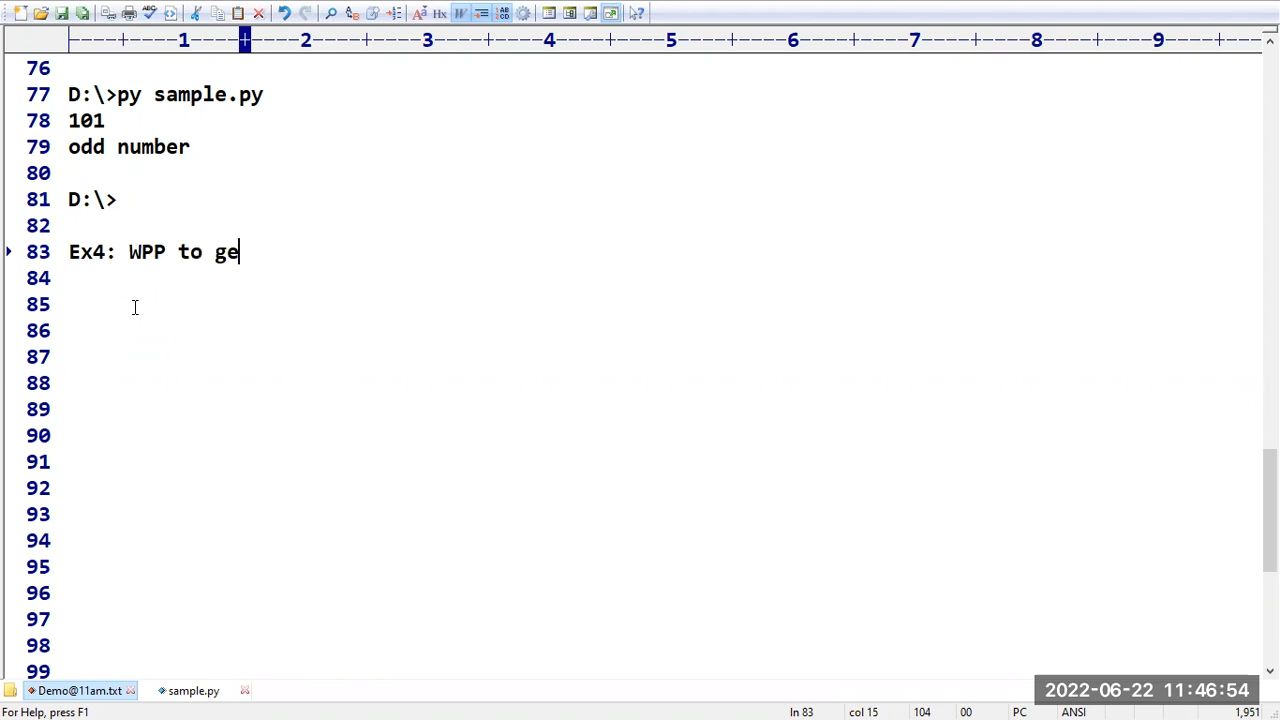 Hx
W
1 2 3 4 5 6 7 8 9
76
77 D:\>py sample.py
78 101
79 odd number
80
81 D:\>
82
83 Ex4: WPP to ge
84
85
86
87
88
89
90
91
92
93
94
95
96
97
98
99
Demo@11am.txt sample.py
2022-06-22 11:46:54
For Help, press F1 ln 83 col 15 104 00 PC ANSI 1,951